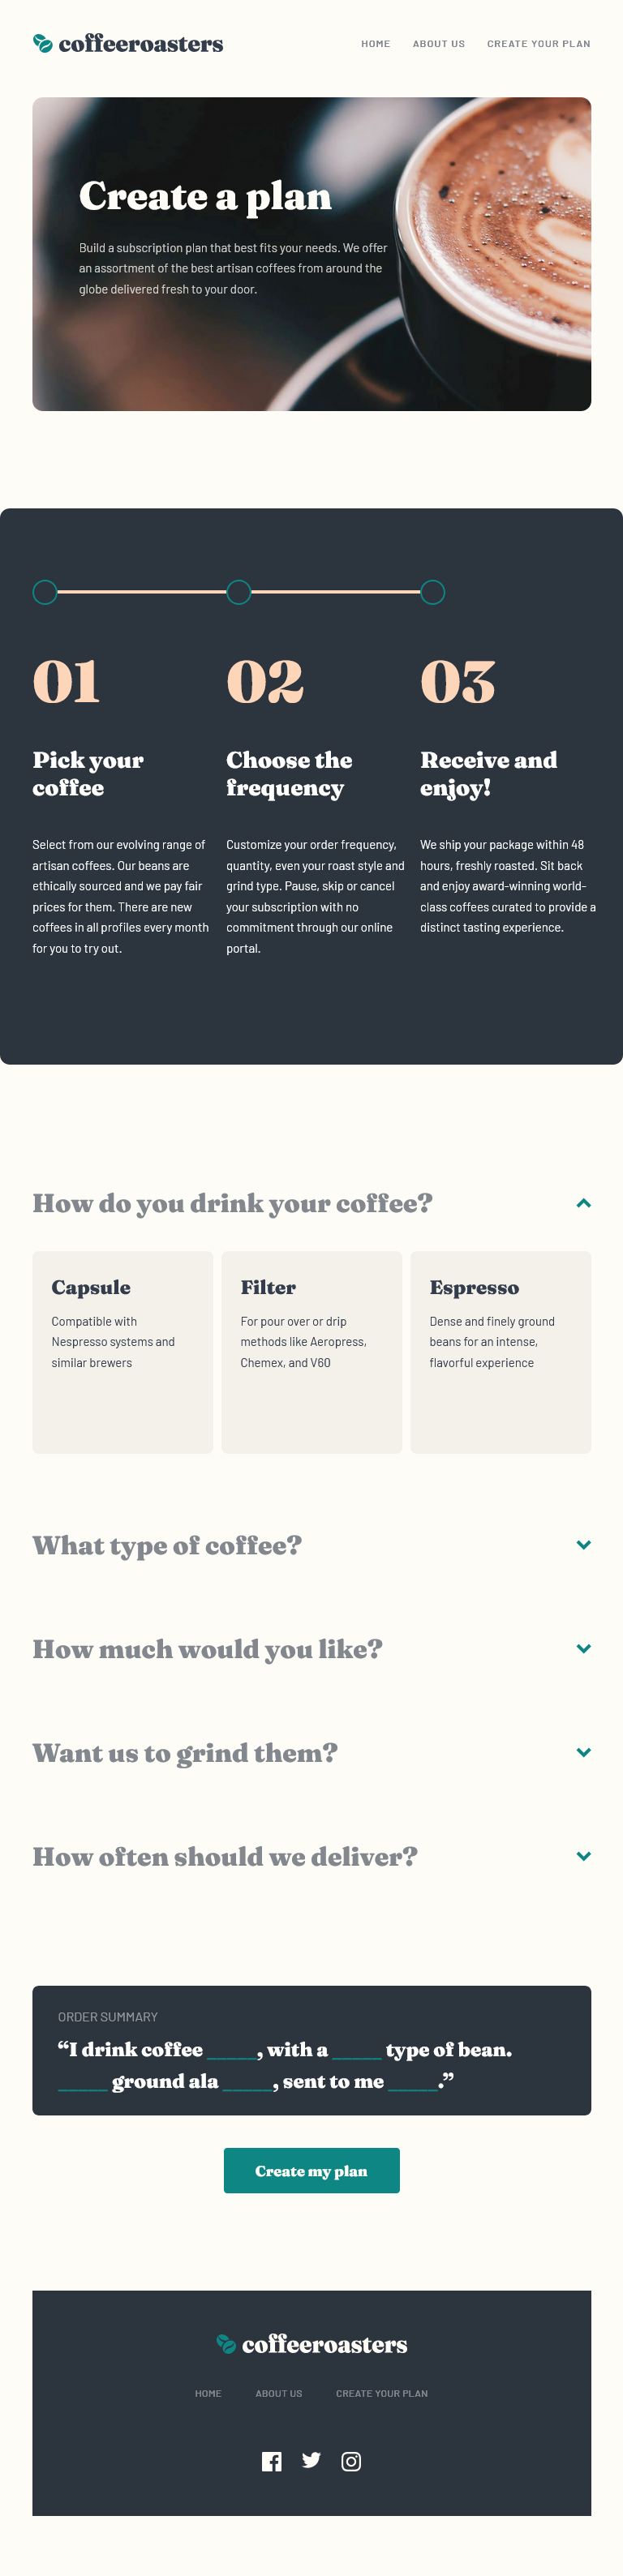 coffeeroasters
HOME ABOUT US CREATE YOUR PLAN
Create a plan
Build a subscription plan that best fits your needs. We offer
an assortment of the best artisan coffees from around the
globe delivered fresh to your door.
01
Pick your
coffee
Select from our evolving range of
artisan coffees. Our beans are
ethically sourced and we pay fair
prices for them. There are new
coffees in all profiles every month
for you to try out.
02
Choose the
frequency
Customize your order frequency,
quantity, even your roast style and
grind type. Pause, skip or cancel
your subscription with no
commitment through our online
portal.
03
Receive and
enjoy!
We ship your package within 48
hours, freshly roasted. Sit back
and enjoy award-winning world-
class coffees curated to provide a
distinct tasting experience.
How do you drink your coffee?
Capsule
Compatible with
Nespresso systems and
similar brewers
Filter
For pour over or drip
methods like Aeropress,
Chemex, and V60
Espresso
Dense and finely ground
beans for an intense,
flavorful experience
What type of coffee?
How much would you like?
Want us to grind them?
How often should we deliver?
ORDER SUMMARY
“I drink coffee _____, with a _____ type of bean.
_____ ground ala _____, sent to me _____.”
Create my plan
coffeeroasters
HOME ABOUT US CREATE YOUR PLAN